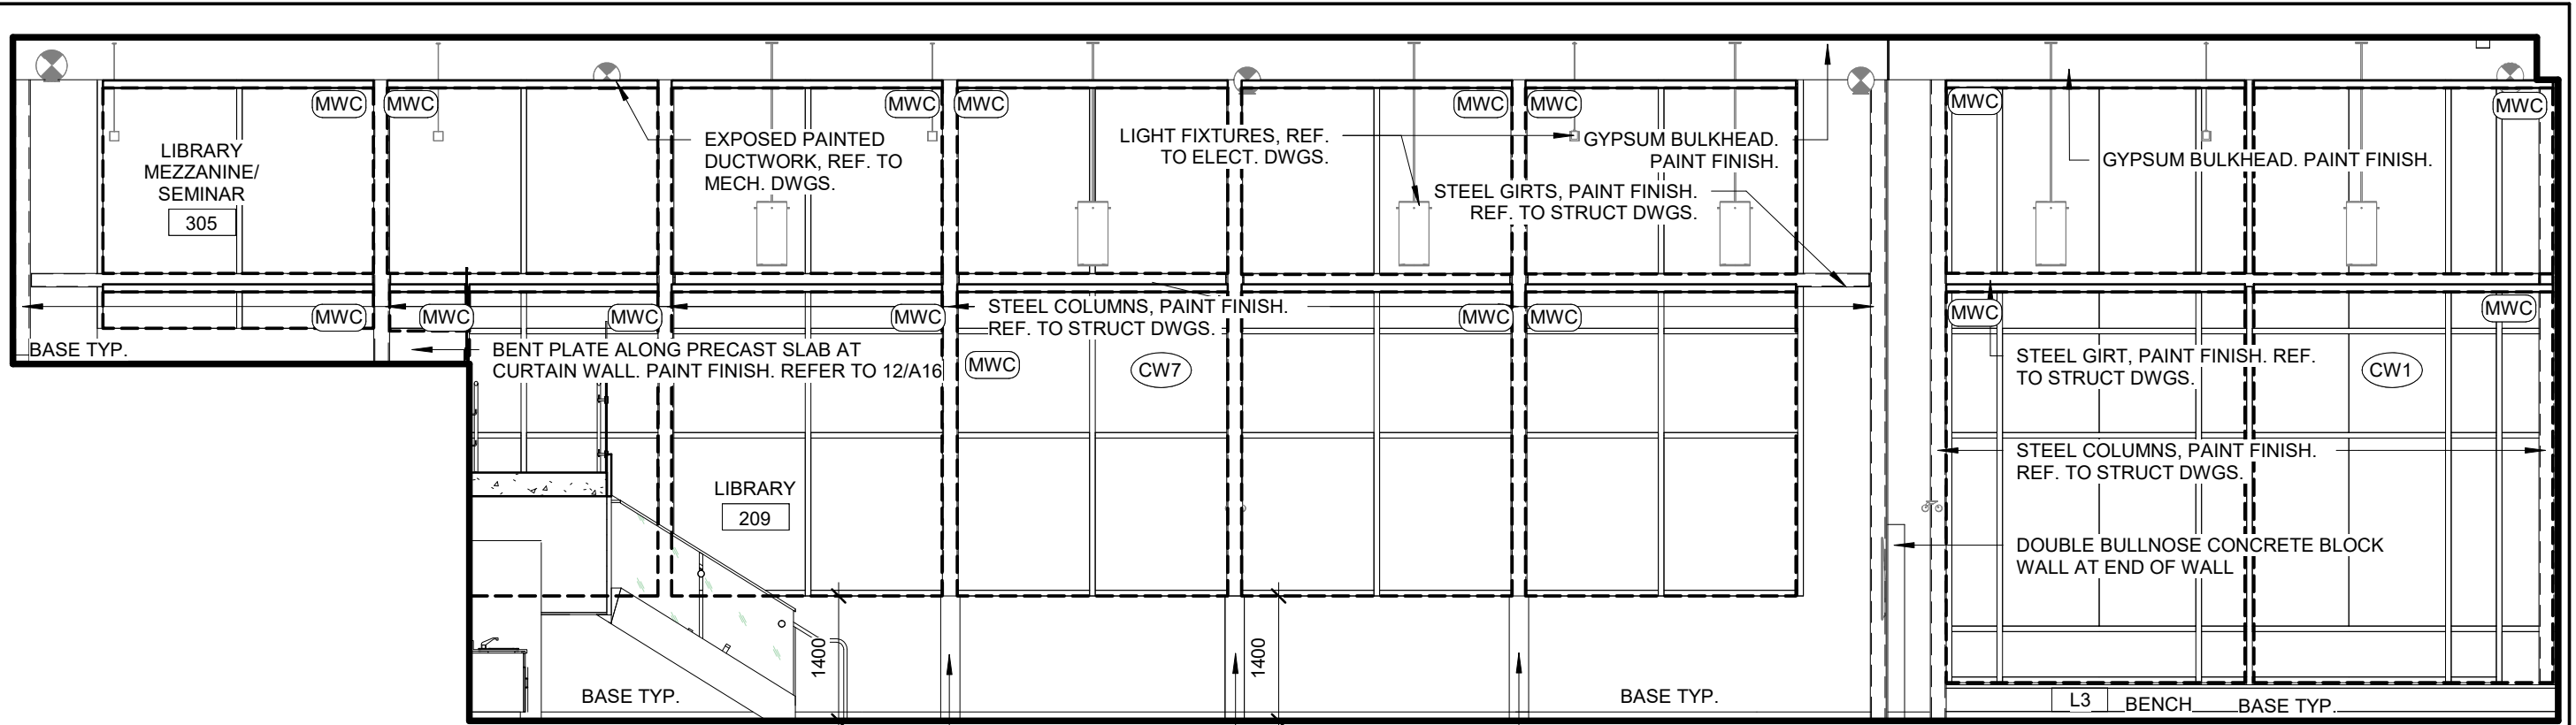 MWC
MWC
MWC
MWC
MWC
MWC
MWC
MWC
LIBRARY
MEZZANINE/
SEMINAR
305
EXPOSED PAINTED
DUCTWORK, REF. TO
MECH. DWGS.
LIGHT FIXTURES, REF.
TO ELECT. DWGS.
GYPSUM BULKHEAD.
PAINT FINISH.
STEEL GIRTS, PAINT FINISH.
REF. TO STRUCT DWGS.
GYPSUM BULKHEAD. PAINT FINISH.
MWC
MWC
MWC
MWC
MWC
MWC
MWC
MWC
STEEL COLUMNS, PAINT FINISH.
REF. TO STRUCT DWGS.
BASE TYP.
BENT PLATE ALONG PRECAST SLAB AT
CURTAIN WALL. PAINT FINISH. REFER TO 12/A16
MWC
CW7
STEEL GIRT, PAINT FINISH. REF.
TO STRUCT DWGS.
CW1
STEEL COLUMNS, PAINT FINISH.
REF. TO STRUCT DWGS.
LIBRARY
209
DOUBLE BULLNOSE CONCRETE BLOCK
WALL AT END OF WALL
1400
1400
BASE TYP.
BASE TYP.
L3
BENCH
BASE TYP.